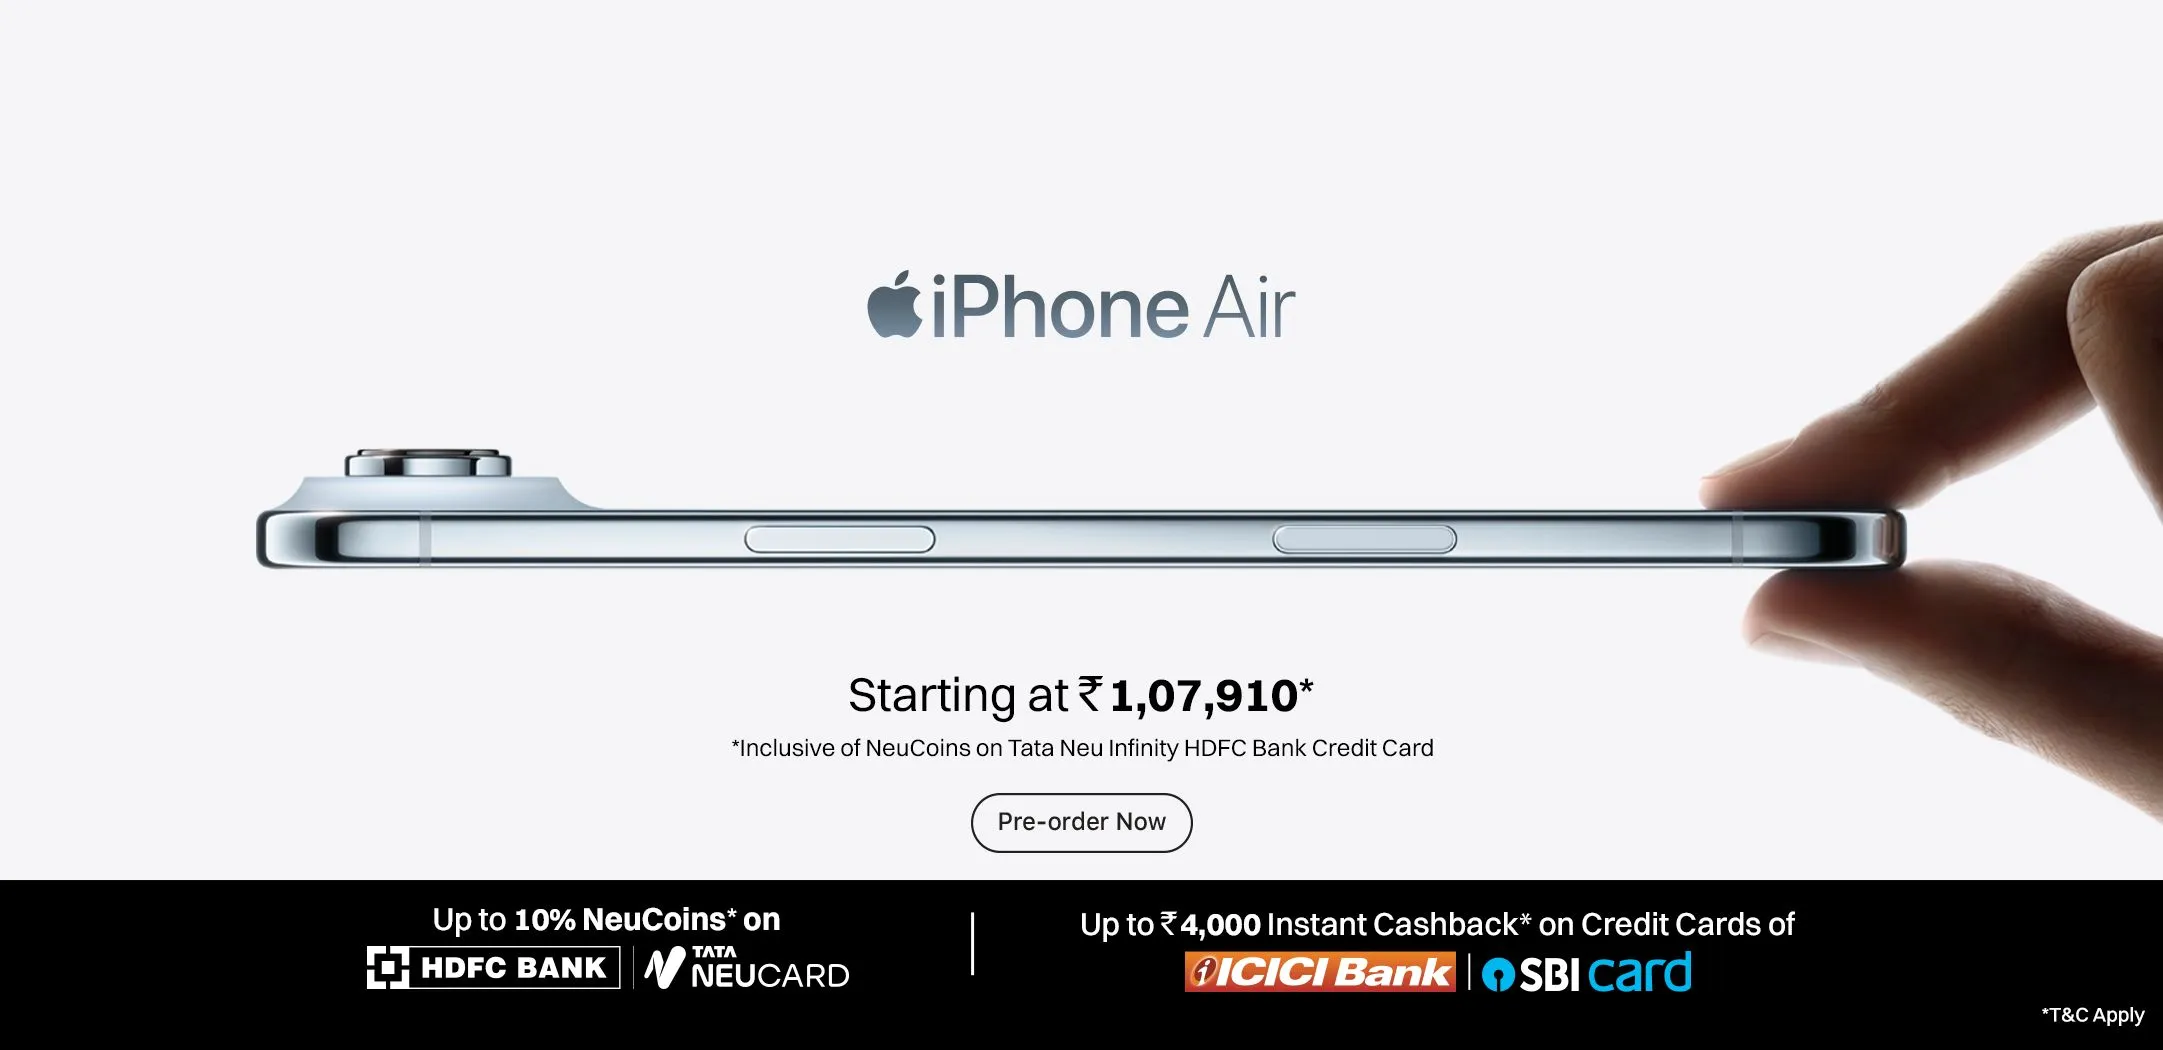 iPhone Air
Starting at ₹1,07,910*
*Inclusive of NeuCoins on Tata Neu Infinity HDFC Bank Credit Card
Pre-order Now
Up to 10% NeuCoins* on
HDFC BANK | TATA NEUCARD
Up to ₹4,000 Instant Cashback* on Credit Cards of
ICICI Bank | SBI card
*T&C Apply